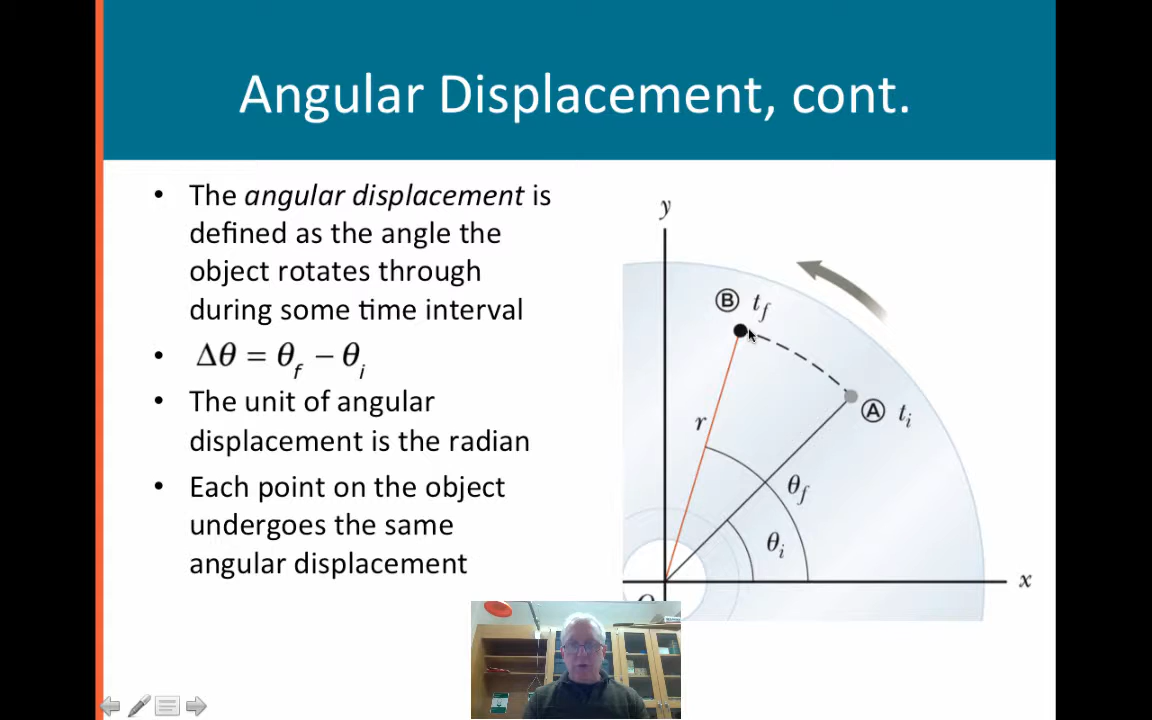 Angular Displacement, cont.
• The angular displacement is
defined as the angle the
object rotates through
during some time interval
• Δθ = θf − θi
• The unit of angular
displacement is the radian
• Each point on the object
undergoes the same
angular displacement
y
B tf
A ti
r
θf
θi
x